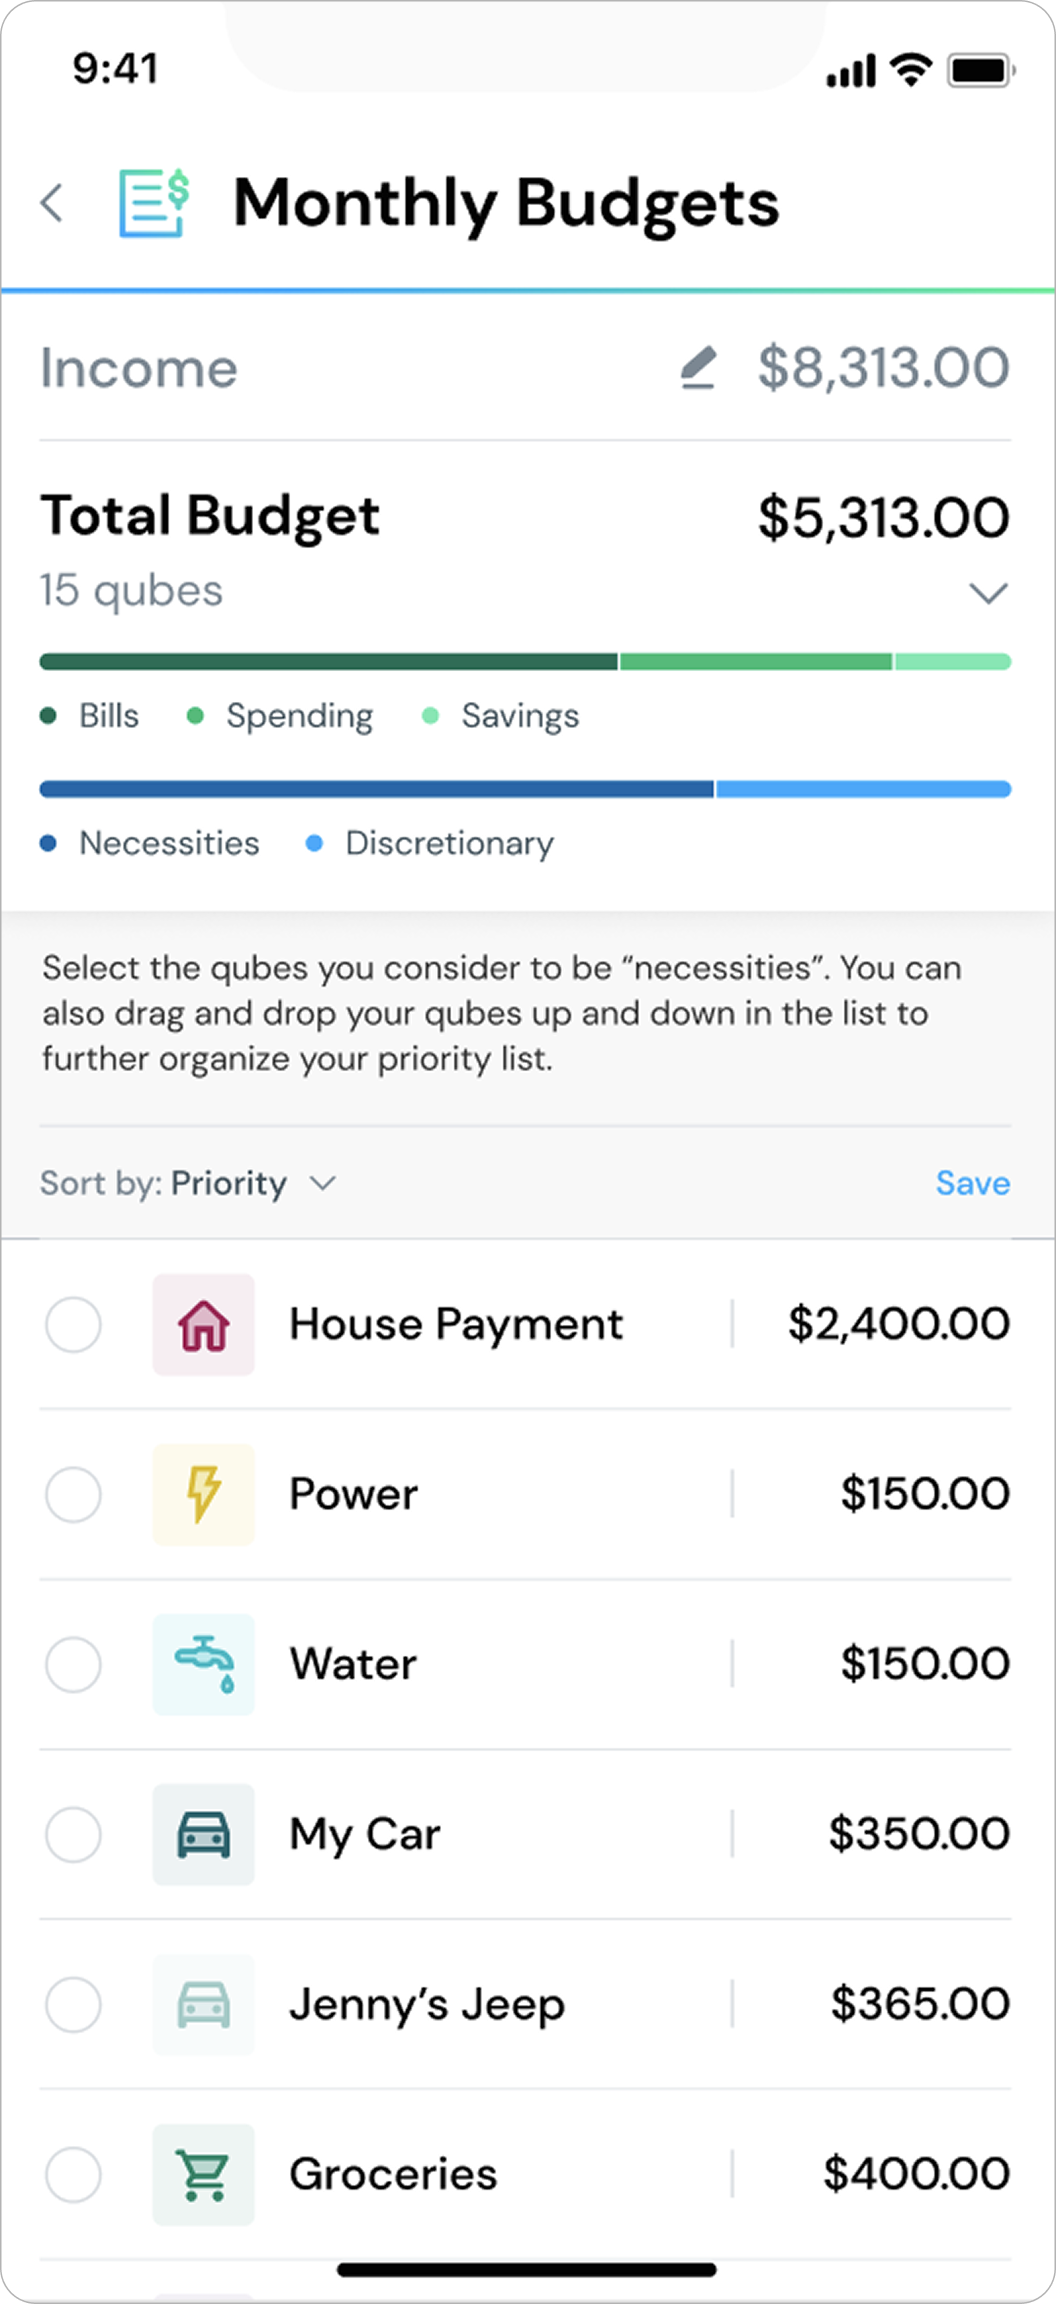 9:41
Monthly Budgets
Income $8,313.00
Total Budget $5,313.00
15 qubes
Bills Spending Savings
Necessities Discretionary
Select the qubes you consider to be “necessities”. You can
also drag and drop your qubes up and down in the list to
further organize your priority list.
Sort by: Priority Save
House Payment $2,400.00
Power $150.00
Water $150.00
My Car $350.00
Jenny’s Jeep $365.00
Groceries $400.00